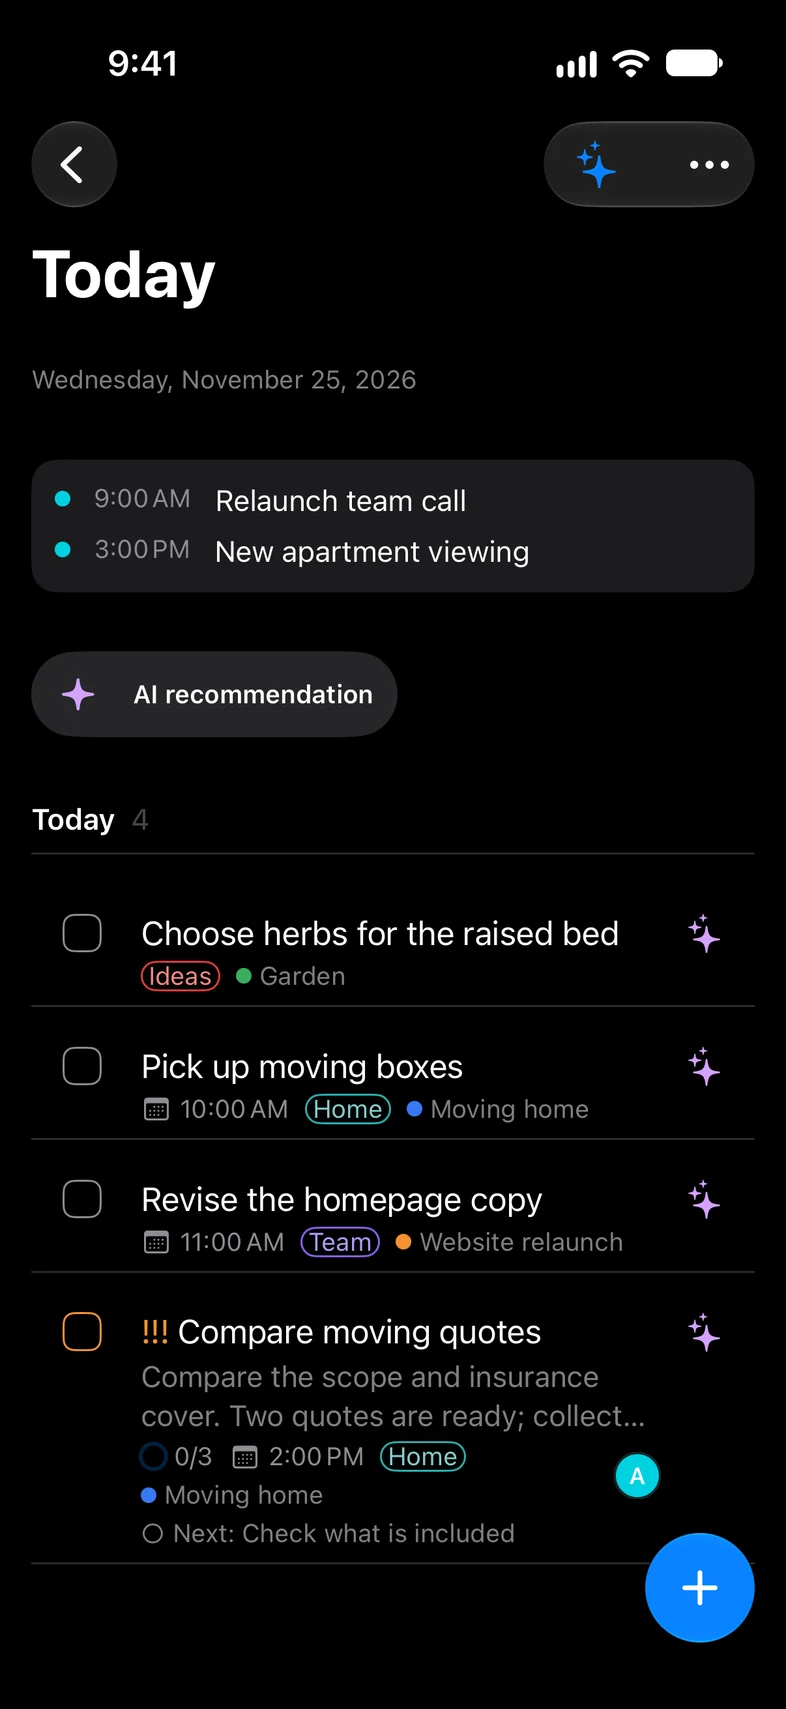 9:41
Today
Wednesday, November 25, 2026
9:00 AM Relaunch team call
3:00 PM New apartment viewing
AI recommendation
Today 4
Choose herbs for the raised bed
Ideas Garden
Pick up moving boxes
10:00 AM Home Moving home
Revise the homepage copy
11:00 AM Team Website relaunch
!!! Compare moving quotes
Compare the scope and insurance
cover. Two quotes are ready; collect...
0/3 2:00 PM Home
A
Moving home
Next: Check what is included